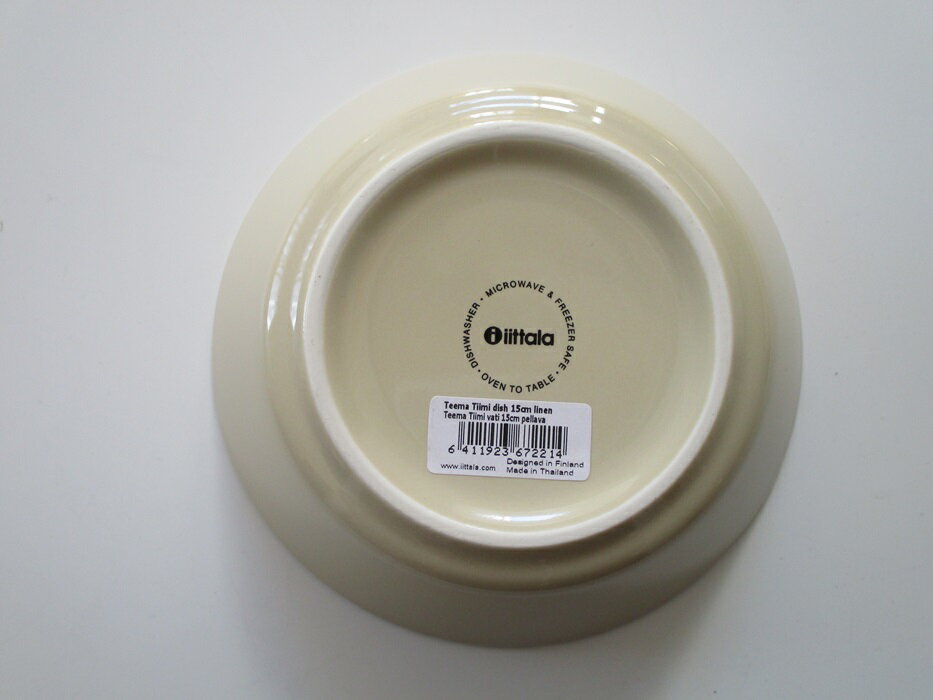 DISHWASHER · MICROWAVE & FREEZER SAFE · OVEN TO TABLE ·
iittala
Teema Tiimi dish 15cm linen
Teema Tiimi vati 15cm pellava
6 411923 672214
www.iittala.com
Designed in Finland
Made in Thailand